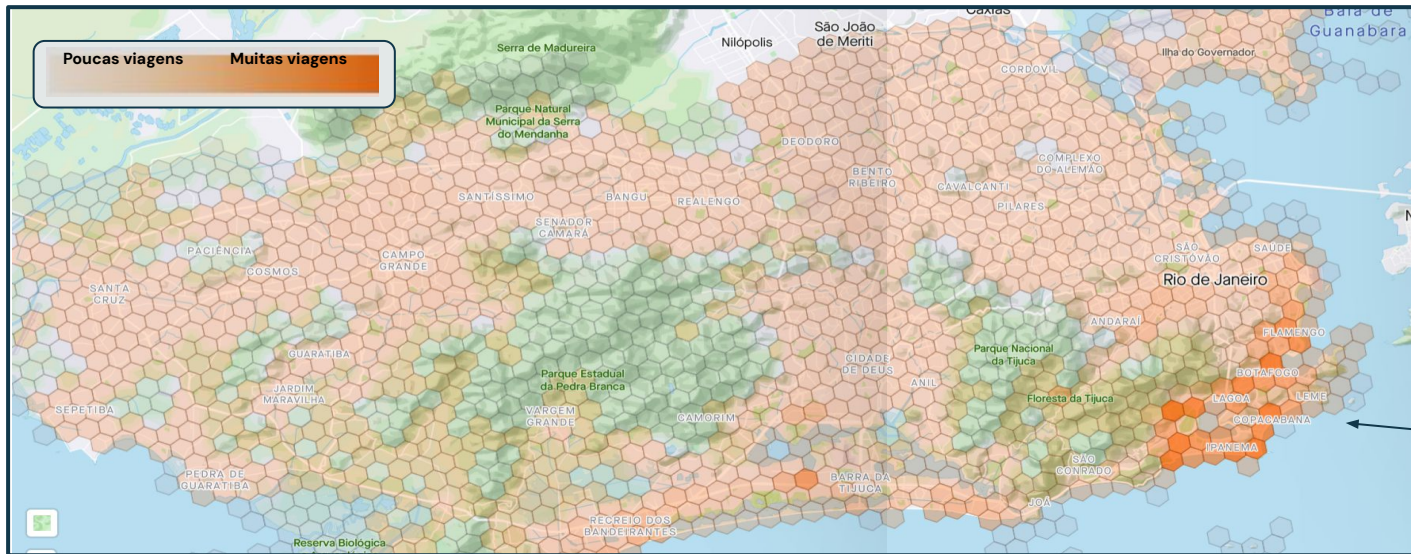 Caxias
Baía de
Guanabara
São João
de Meriti
Nilópolis
Serra de Madureira
Ilha do Governador
Poucas viagens Muitas viagens
CORDOVIL
Parque Natural
Municipal da Serra
do Mendanha
DEODORO
COMPLEXO
DO ALEMÃO
BENTO
RIBEIRO
CAVALCANTI
SANTÍSSIMO
BANGU
REALENGO
PILARES
SENADOR
CAMARÁ
PACIÊNCIA
CAMPO
GRANDE
COSMOS
SÃO
CRISTÓVÃO
SAÚDE
SANTA
CRUZ
Rio de Janeiro
ANDARAÍ
FLAMENGO
GUARATIBA
Parque Nacional
da Tijuca
CIDADE
DE DEUS
Parque Estadual
da Pedra Branca
ANIL
BOTAFOGO
JARDIM
MARAVILHA
Floresta da Tijuca
LAGOA
LEME
SEPETIBA
VARGEM
GRANDE
CAMORIM
COPACABANA
IPANEMA
SÃO
CONRADO
PEDRA DE
GUARATIBA
BARRA DA
TIJUCA
JOÁ
RECREIO DOS
BANDEIRANTES
Reserva Biológica